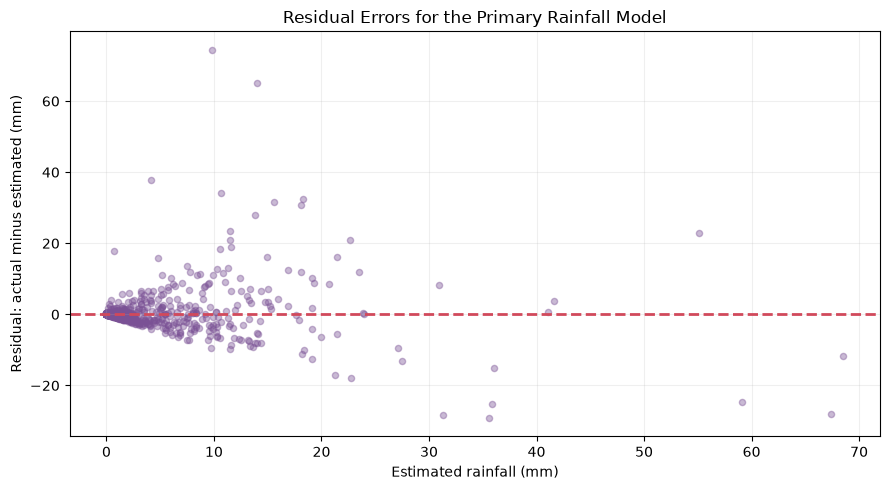 Residual Errors for the Primary Rainfall Model
Residual: actual minus estimated (mm)
60
40
20
0
−20
0 10 20 30 40 50 60 70
Estimated rainfall (mm)